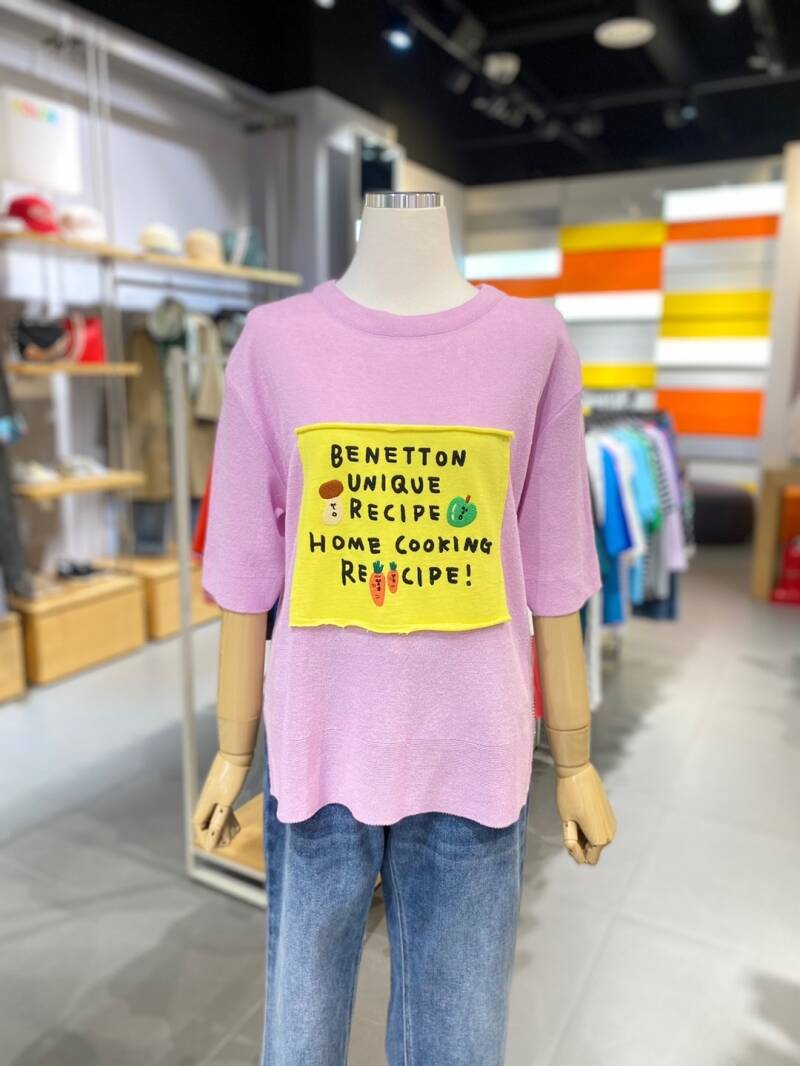 BENETTON
UNIQUE
RECIPE
HOME COOKING
RECIPE!